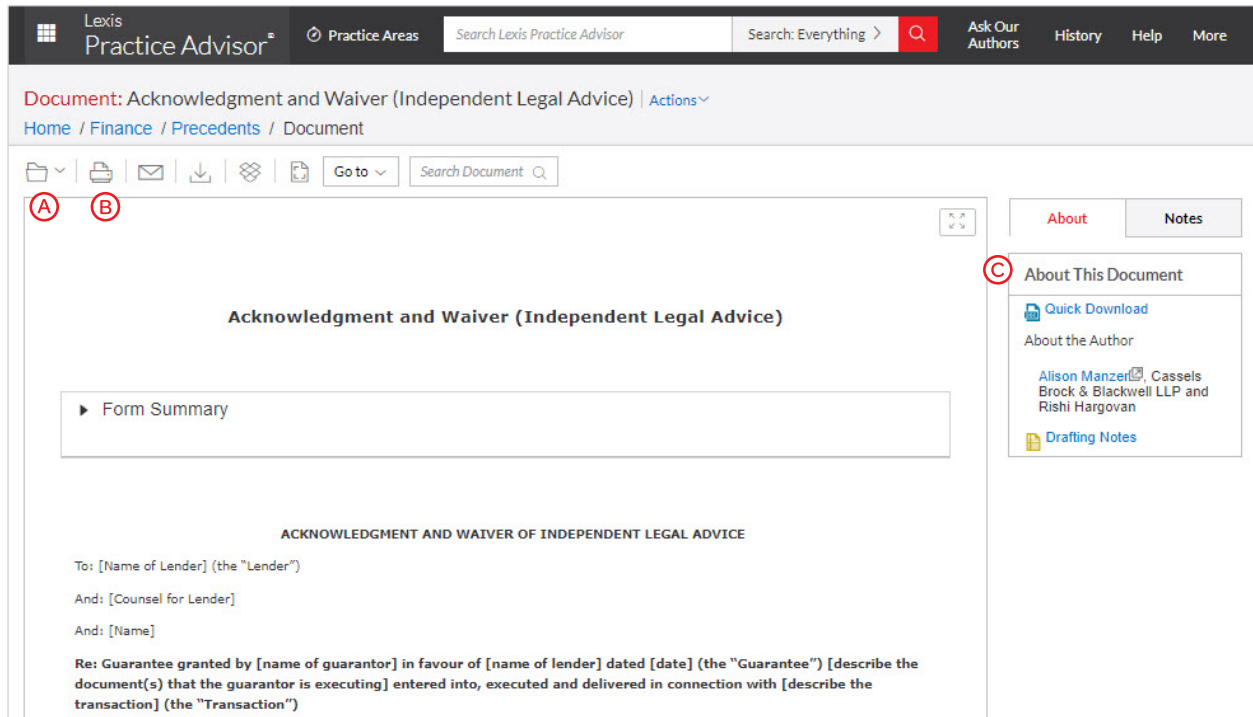 Lexis
Practice Advisor®
Practice Areas
Search Lexis Practice Advisor
Search: Everything >
Ask Our
Authors
History
Help
More
Document: Acknowledgment and Waiver (Independent Legal Advice) | Actions
Home / Finance / Precedents / Document
Go to
Search Document
A
B
About
Notes
C
About This Document
Quick Download
About the Author
Alison Manzer, Cassels
Brock & Blackwell LLP and
Rishi Hargovan
Drafting Notes
Acknowledgment and Waiver (Independent Legal Advice)
Form Summary
ACKNOWLEDGMENT AND WAIVER OF INDEPENDENT LEGAL ADVICE
To: [Name of Lender] (the “Lender”)
And: [Counsel for Lender]
And: [Name]
Re: Guarantee granted by [name of guarantor] in favour of [name of lender] dated [date] (the “Guarantee”) [describe the
document(s) that the guarantor is executing] entered into, executed and delivered in connection with [describe the
transaction] (the “Transaction”)